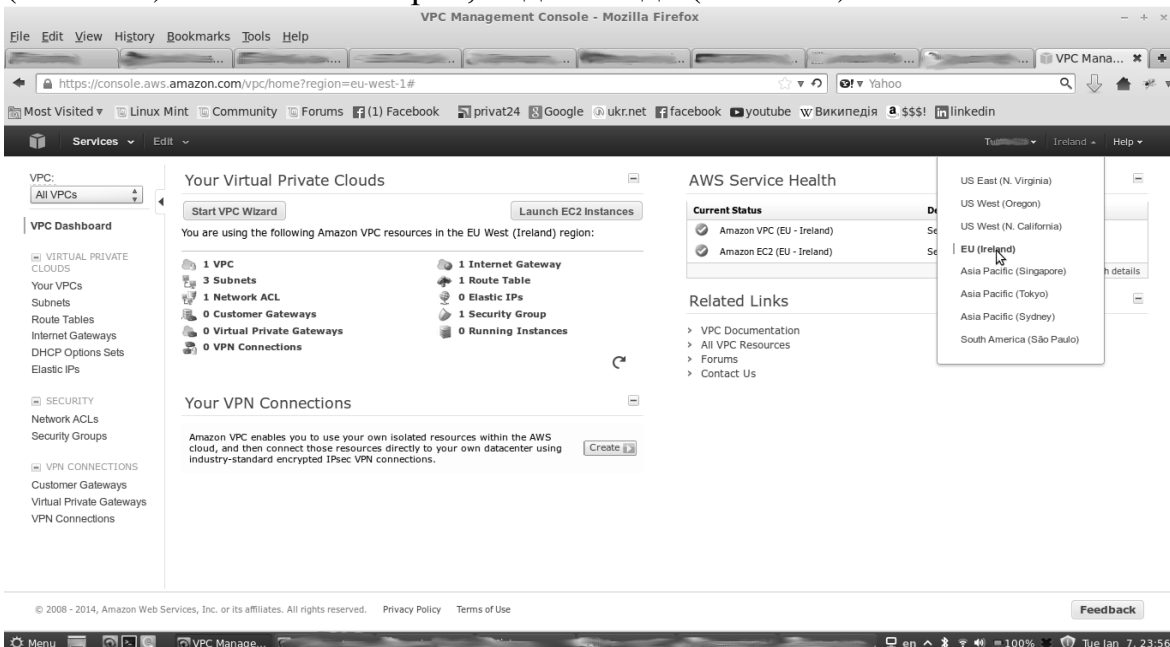 VPC Management Console - Mozilla Firefox
File Edit View History Bookmarks Tools Help
VPC Mana...
https://console.aws.amazon.com/vpc/home?region=eu-west-1#
Yahoo
Most Visited Linux Mint Community Forums (1) Facebook privat24 Google ukr.net facebook youtube Википедія $$$! linkedin
Services Edit
Ireland Help
VPC:
All VPCs
VPC Dashboard
VIRTUAL PRIVATE
CLOUDS
Your VPCs
Subnets
Route Tables
Internet Gateways
DHCP Options Sets
Elastic IPs
SECURITY
Network ACLs
Security Groups
VPN CONNECTIONS
Customer Gateways
Virtual Private Gateways
VPN Connections
Your Virtual Private Clouds
Start VPC Wizard Launch EC2 Instances
You are using the following Amazon VPC resources in the EU West (Ireland) region:
1 VPC
3 Subnets
1 Network ACL
0 Customer Gateways
0 Virtual Private Gateways
0 VPN Connections
1 Internet Gateway
1 Route Table
0 Elastic IPs
1 Security Group
0 Running Instances
Your VPN Connections
Amazon VPC enables you to use your own isolated resources within the AWS
cloud, and then connect those resources directly to your own datacenter using
industry-standard encrypted IPsec VPN connections.
Create
AWS Service Health
Current Status
Amazon VPC (EU - Ireland)
Amazon EC2 (EU - Ireland)
details
Related Links
VPC Documentation
All VPC Resources
Forums
Contact Us
US East (N. Virginia)
US West (Oregon)
US West (N. California)
EU (Ireland)
Asia Pacific (Singapore)
Asia Pacific (Tokyo)
Asia Pacific (Sydney)
South America (São Paulo)
© 2008 - 2014, Amazon Web Services, Inc. or its affiliates. All rights reserved. Privacy Policy Terms of Use
Feedback
Menu VPC Manage... en 100% Tue Jan 7, 23:56